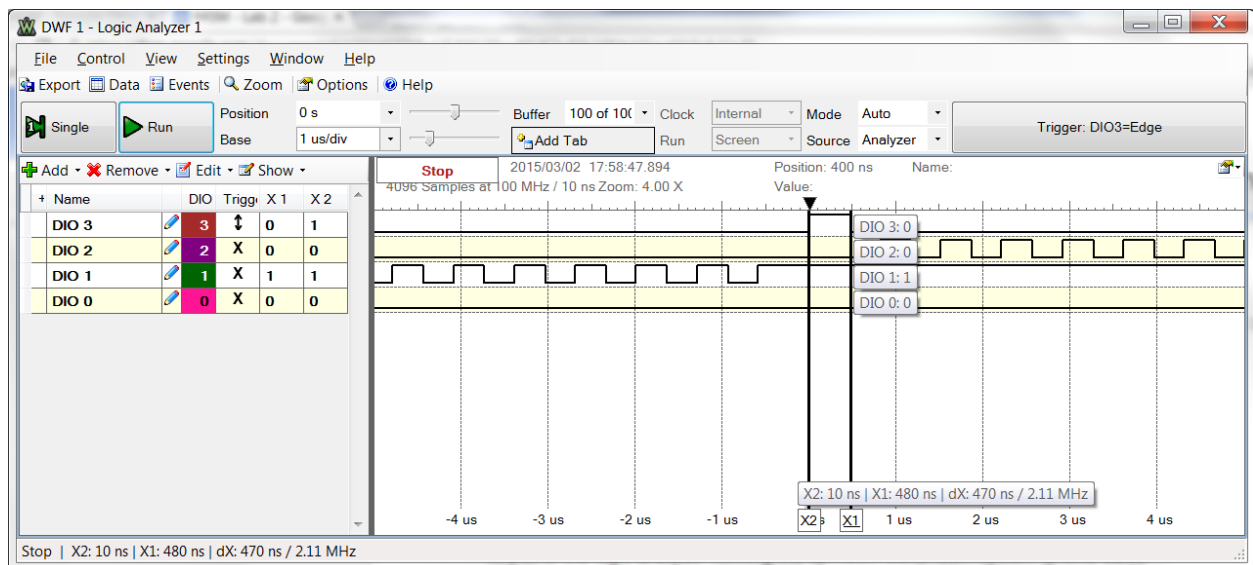 DWF 1 - Logic Analyzer 1
File Control View Settings Window Help
Export Data Events Zoom Options Help
Single Run Position 0 s Buffer 100 of 10( Clock Internal Mode Auto Trigger: DIO3=Edge
Base 1 us/div Add Tab Run Screen Source Analyzer
Add Remove Edit Show Stop 2015/03/02 17:58:47.894 Position: 400 ns Name:
4096 Samples at 100 MHz / 10 ns Zoom: 4.00 X Value:
+ Name DIO Trigg X 1 X 2
DIO 3 3 ↕ 0 1 DIO 3: 0
DIO 2 2 X 0 0 DIO 2: 0
DIO 1 1 X 1 1 DIO 1: 1
DIO 0 0 X 0 0 DIO 0: 0
X2: 10 ns | X1: 480 ns | dX: 470 ns / 2.11 MHz
-4 us -3 us -2 us -1 us X2 X1 1 us 2 us 3 us 4 us
Stop | X2: 10 ns | X1: 480 ns | dX: 470 ns / 2.11 MHz